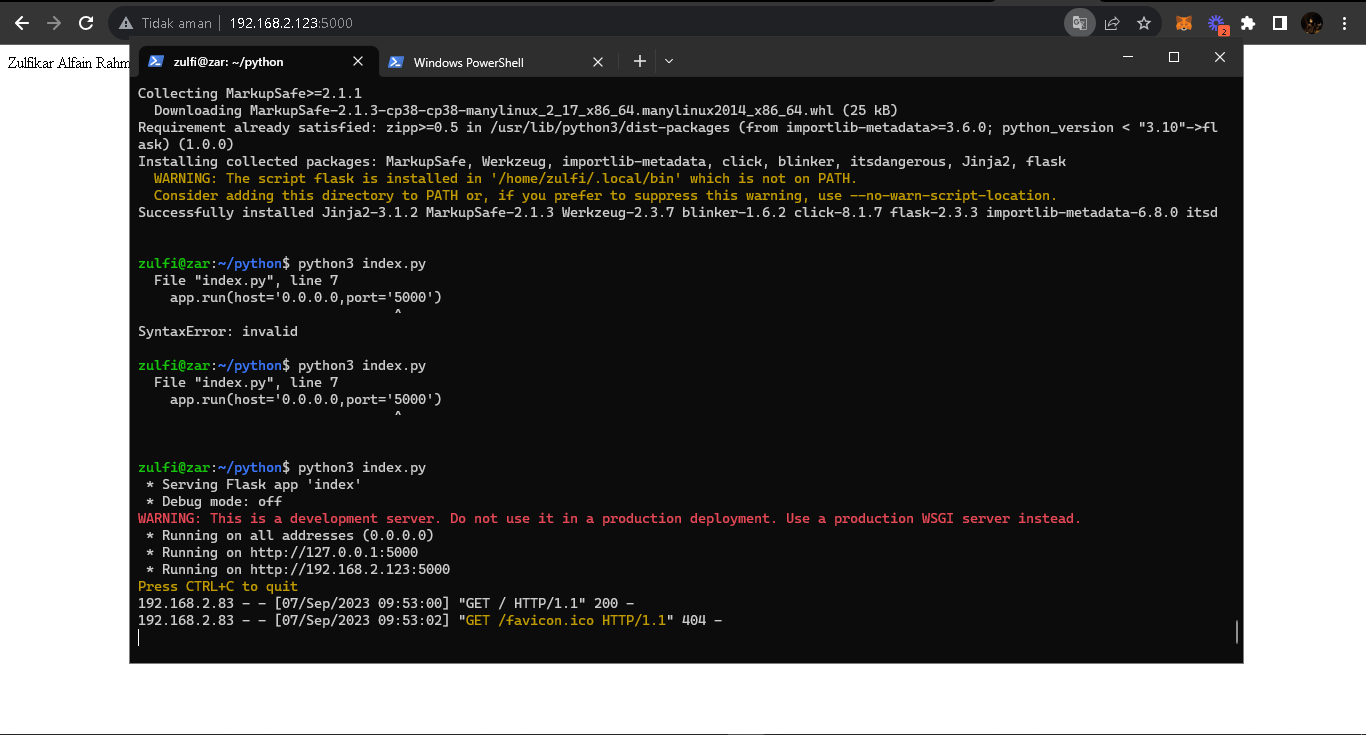 Tidak aman
192.168.2.123:5000
2
Zulfikar Alfain Rahm
zulfi@zar: ~/python
Windows PowerShell
Collecting MarkupSafe>=2.1.1
  Downloading MarkupSafe-2.1.3-cp38-cp38-manylinux_2_17_x86_64.manylinux2014_x86_64.whl (25 kB)
Requirement already satisfied: zipp>=0.5 in /usr/lib/python3/dist-packages (from importlib-metadata>=3.6.0; python_version < "3.10"->fl
ask) (1.0.0)
Installing collected packages: MarkupSafe, Werkzeug, importlib-metadata, click, blinker, itsdangerous, Jinja2, flask
  WARNING: The script flask is installed in '/home/zulfi/.local/bin' which is not on PATH.
  Consider adding this directory to PATH or, if you prefer to suppress this warning, use --no-warn-script-location.
Successfully installed Jinja2-3.1.2 MarkupSafe-2.1.3 Werkzeug-2.3.7 blinker-1.6.2 click-8.1.7 flask-2.3.3 importlib-metadata-6.8.0 itsd
zulfi@zar:~/python$ python3 index.py
  File "index.py", line 7
    app.run(host='0.0.0.0,port='5000')
                                ^
SyntaxError: invalid
zulfi@zar:~/python$ python3 index.py
  File "index.py", line 7
    app.run(host='0.0.0.0,port='5000')
                                ^
zulfi@zar:~/python$ python3 index.py
 * Serving Flask app 'index'
 * Debug mode: off
WARNING: This is a development server. Do not use it in a production deployment. Use a production WSGI server instead.
 * Running on all addresses (0.0.0.0)
 * Running on http://127.0.0.1:5000
 * Running on http://192.168.2.123:5000
Press CTRL+C to quit
192.168.2.83 - - [07/Sep/2023 09:53:00] "GET / HTTP/1.1" 200 -
192.168.2.83 - - [07/Sep/2023 09:53:02] "GET /favicon.ico HTTP/1.1" 404 -